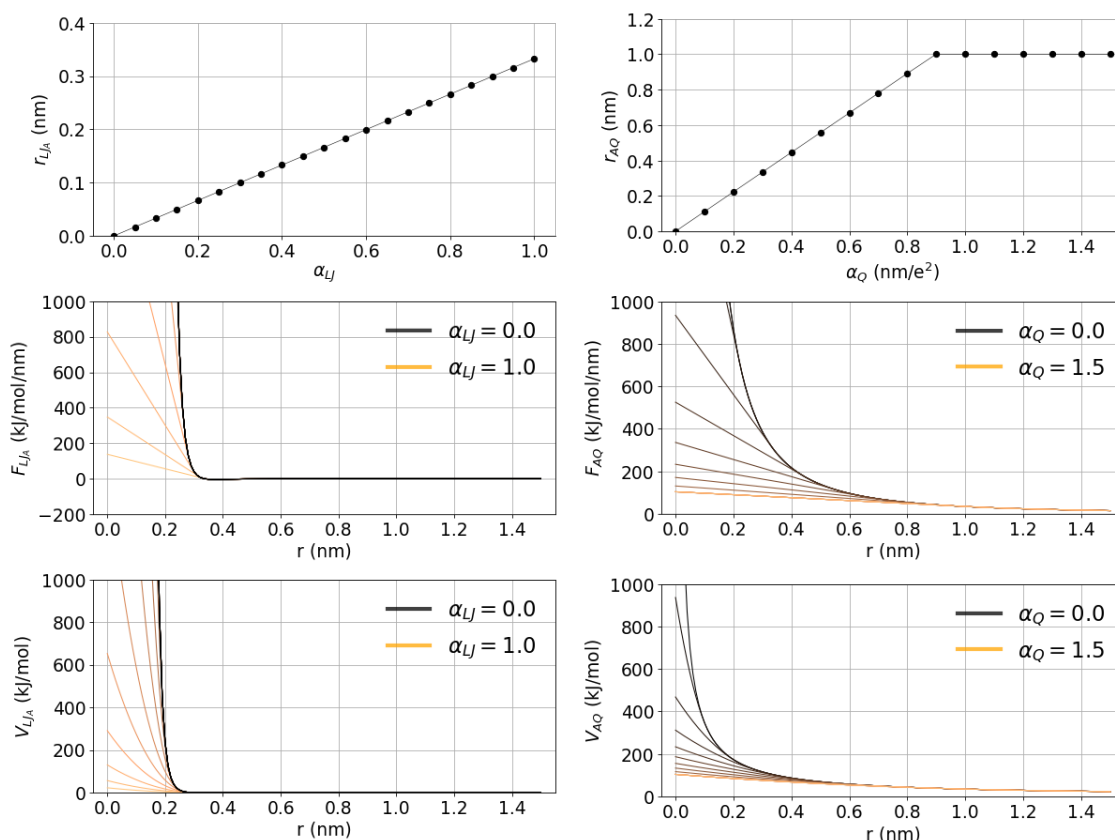 0.4
0.3
0.2
0.1
0.0
r_{LJ_A} (nm)
0.0 0.2 0.4 0.6 0.8 1.0
α_{LJ}
1.2
1.0
0.8
0.6
0.4
0.2
0.0
r_{AQ} (nm)
0.0 0.2 0.4 0.6 0.8 1.0 1.2 1.4
α_Q (nm/e²)
1000
800
600
400
200
0
−200
F_{LJ_A} (kJ/mol/nm)
α_{LJ} = 0.0
α_{LJ} = 1.0
0.0 0.2 0.4 0.6 0.8 1.0 1.2 1.4
r (nm)
1000
800
600
400
200
0
F_{AQ} (kJ/mol/nm)
α_Q = 0.0
α_Q = 1.5
0.0 0.2 0.4 0.6 0.8 1.0 1.2 1.4
r (nm)
1000
800
600
400
200
0
V_{LJ_A} (kJ/mol)
α_{LJ} = 0.0
α_{LJ} = 1.0
0.0 0.2 0.4 0.6 0.8 1.0 1.2 1.4
r (nm)
1000
800
600
400
200
0
V_{AQ} (kJ/mol)
α_Q = 0.0
α_Q = 1.5
0.0 0.2 0.4 0.6 0.8 1.0 1.2 1.4
r (nm)